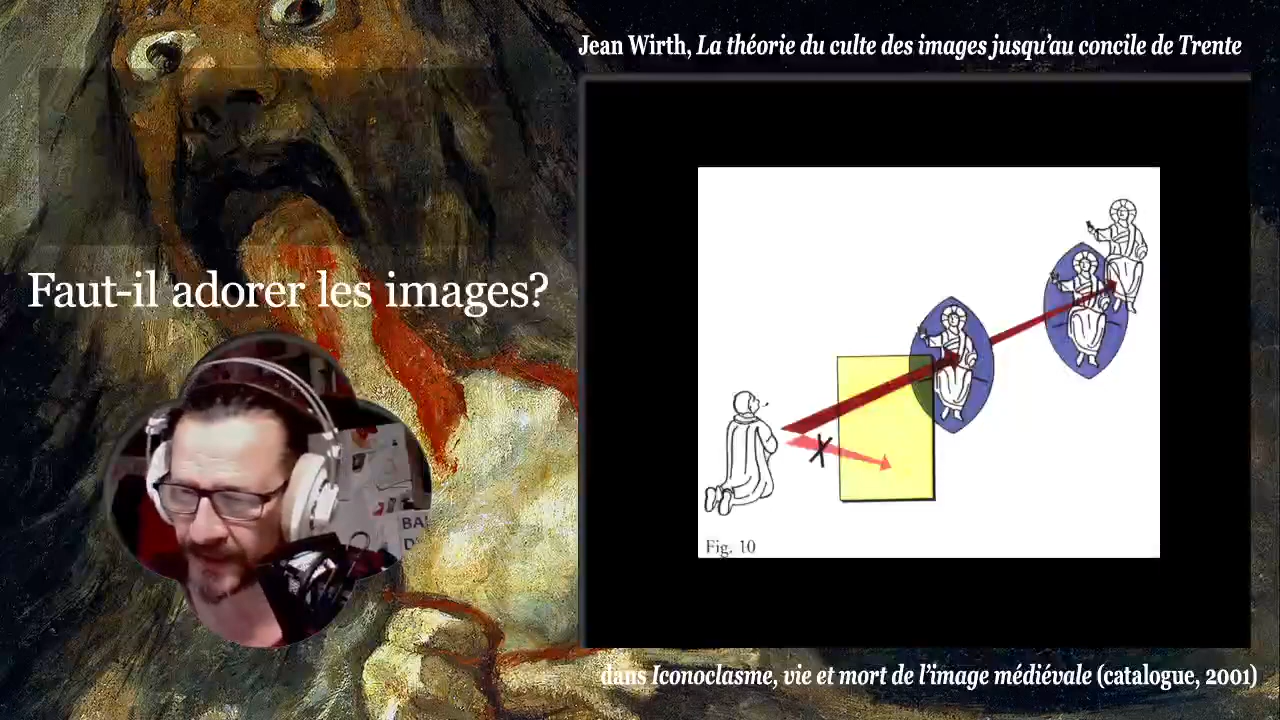 Jean Wirth, La théorie du culte des images jusqu'au concile de Trente
Faut-il adorer les images?
BA
D
Fig. 10
dans Iconoclasme, vie et mort de l'image médiévale (catalogue, 2001)